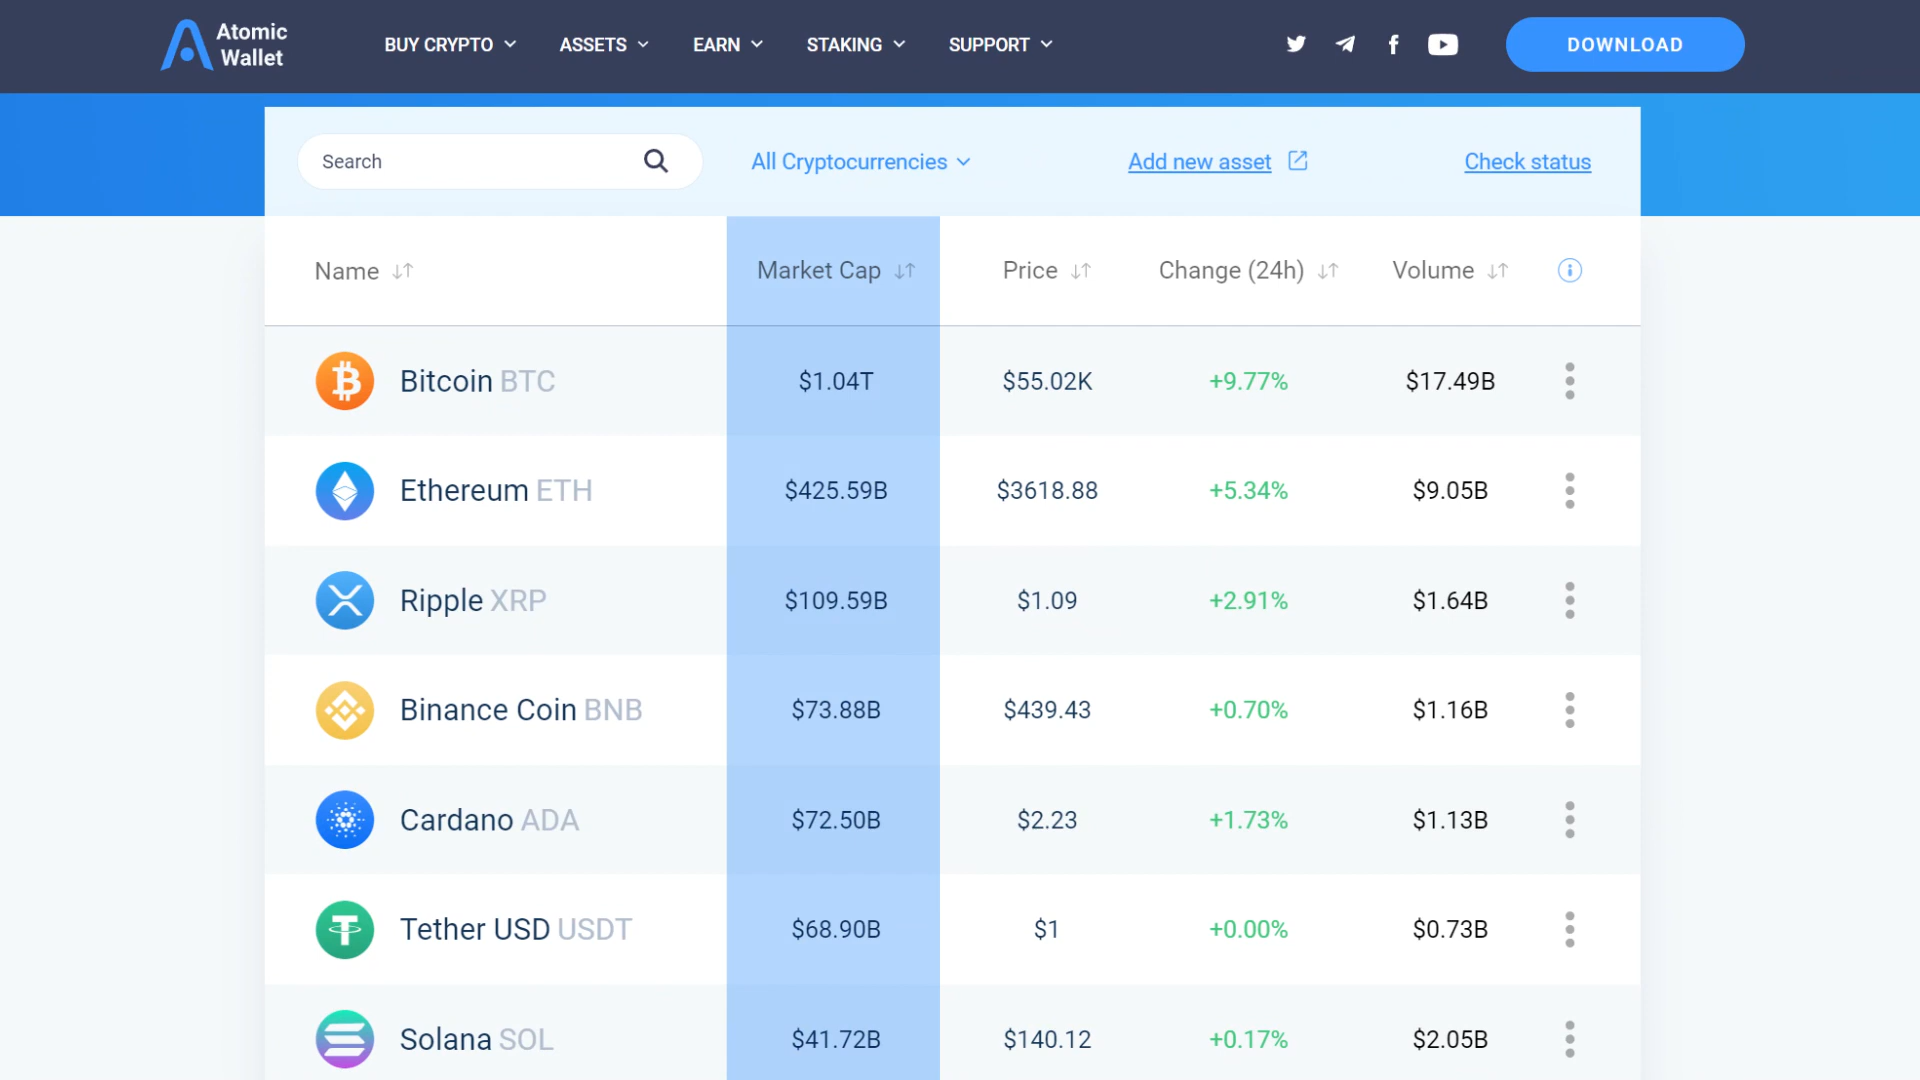 Atomic
Wallet
BUY CRYPTO
ASSETS
EARN
STAKING
SUPPORT
DOWNLOAD
Search
All Cryptocurrencies
Add new asset
Check status
Name
Market Cap
Price
Change (24h)
Volume
Bitcoin BTC
$1.04T
$55.02K
+9.77%
$17.49B
Ethereum ETH
$425.59B
$3618.88
+5.34%
$9.05B
Ripple XRP
$109.59B
$1.09
+2.91%
$1.64B
Binance Coin BNB
$73.88B
$439.43
+0.70%
$1.16B
Cardano ADA
$72.50B
$2.23
+1.73%
$1.13B
Tether USD USDT
$68.90B
$1
+0.00%
$0.73B
Solana SOL
$41.72B
$140.12
+0.17%
$2.05B